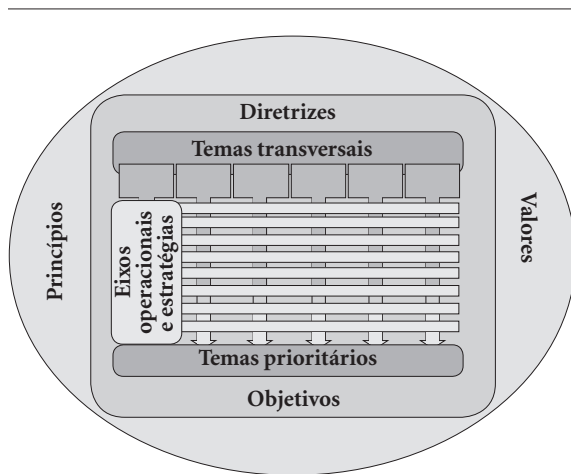 Diretrizes
Temas transversais
Princípios
Eixos
operacionais
e estratégias
Valores
Temas prioritários
Objetivos